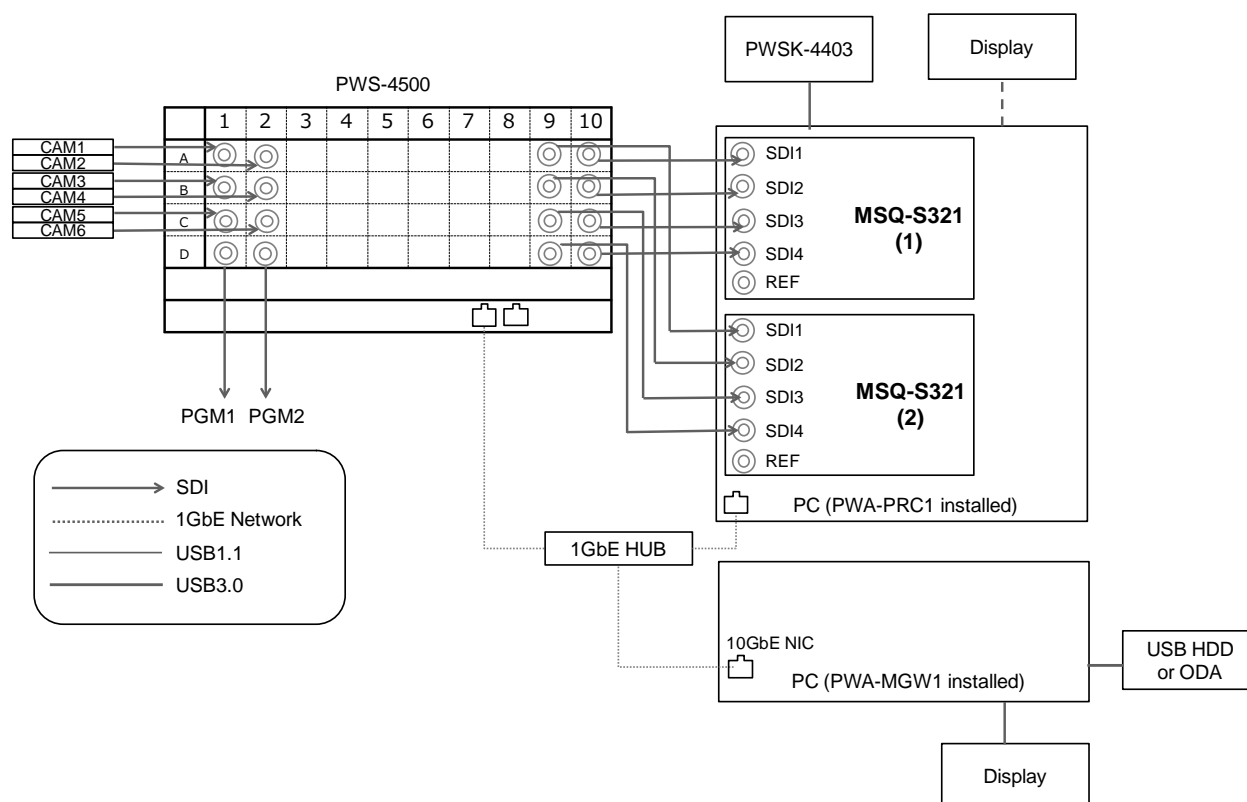 PWSK-4403
Display
PWS-4500
1 2 3 4 5 6 7 8 9 10
CAM1
CAM2
CAM3
CAM4
CAM5
CAM6
A
B
C
D
SDI1
SDI2
SDI3
SDI4
REF
MSQ-S321
(1)
SDI1
SDI2
SDI3
SDI4
REF
MSQ-S321
(2)
PC (PWA-PRC1 installed)
PGM1 PGM2
SDI
1GbE Network
USB1.1
USB3.0
1GbE HUB
10GbE NIC
PC (PWA-MGW1 installed)
USB HDD
or ODA
Display